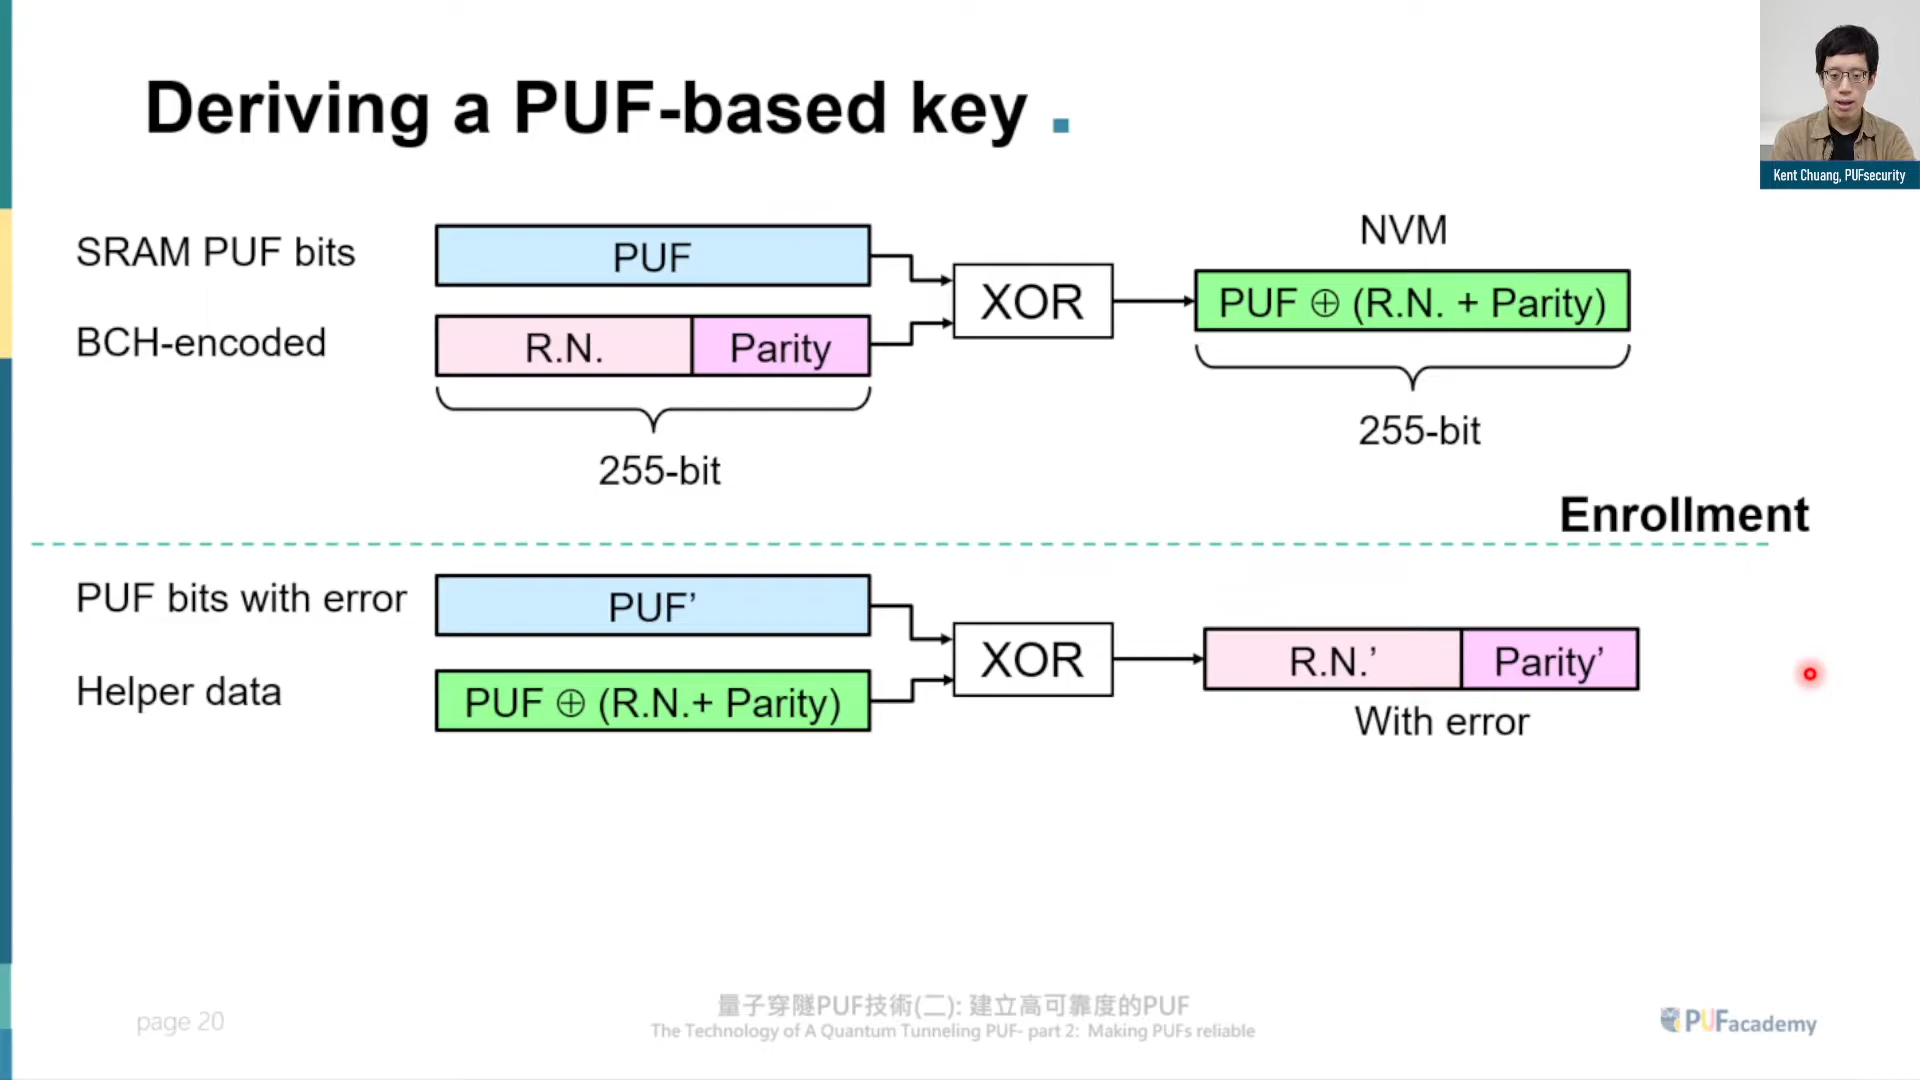 Deriving a PUF-based key .
Kent Chuang, PUFsecurity
SRAM PUF bits
PUF
BCH-encoded
R.N.
Parity
255-bit
XOR
NVM
PUF ⊕ (R.N. + Parity)
255-bit
Enrollment
PUF bits with error
PUF’
Helper data
PUF ⊕ (R.N.+ Parity)
XOR
R.N.’
Parity’
With error
page 20
量子穿隧PUF技術(二): 建立高可靠度的PUF
The Technology of A Quantum Tunneling PUF- part 2: Making PUFs reliable
PUFacademy